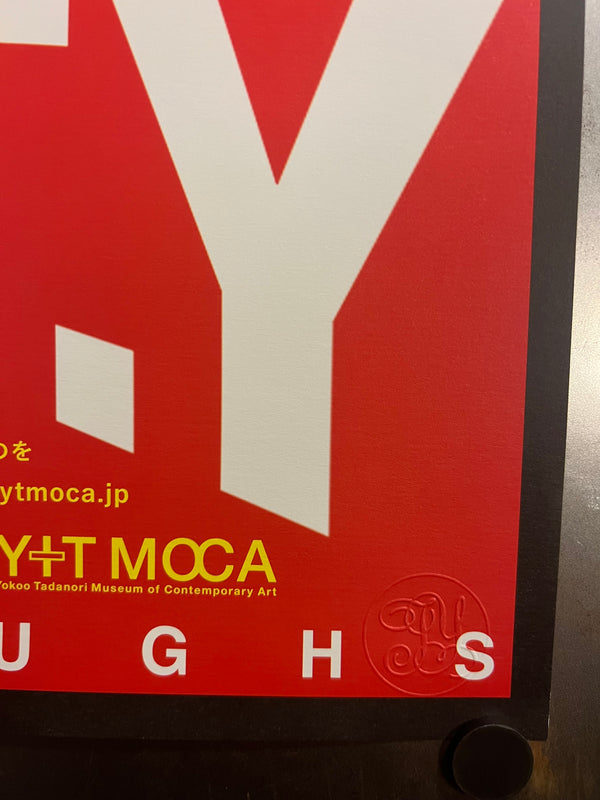 .Y
のを
ytmoca.jp
Y+T MOCA
Yokoo Tadanori Museum of Contemporary Art
U G H S